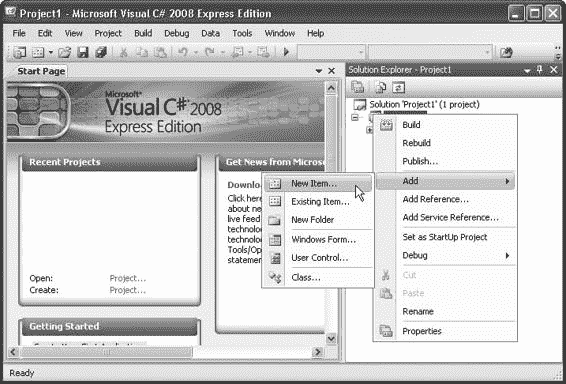 Project1 - Microsoft Visual C# 2008 Express Edition
File Edit View Project Build Debug Data Tools Window Help
Start Page
Solution Explorer - Project1
Microsoft®
Visual C# 2008
Express Edition
Solution 'Project1' (1 project)
Build
Rebuild
Publish...
Add
Add Reference...
Add Service Reference...
Set as StartUp Project
Debug
Cut
Paste
Rename
Properties
New Item...
Existing Item...
New Folder
Windows Form...
User Control...
Class...
Recent Projects
Open: Project...
Create: Project...
Get News from Micros
Downlo
Click here
about ne
live feed
technolo
technolo
Tools/Op
statemen
Getting Started
Ready